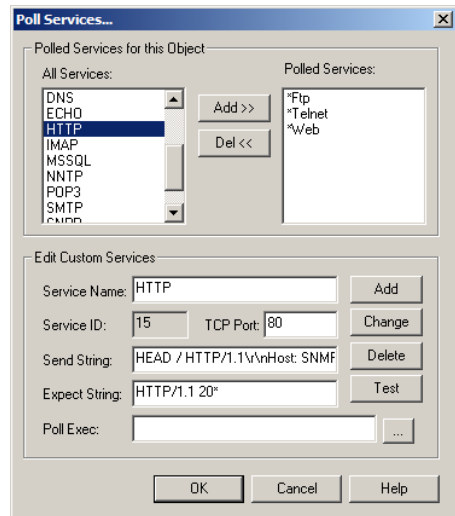 Poll Services...
Polled Services for this Object
All Services:
Polled Services:
DNS
ECHO
HTTP
IMAP
MSSQL
NNTP
POP3
SMTP
Add >>
Del <<
*Ftp
*Telnet
*Web
Edit Custom Services
Service Name: HTTP
Add
Service ID: 15 TCP Port: 80
Change
Send String: HEAD / HTTP/1.1\r\nHost: SNMP
Delete
Expect String: HTTP/1.1 20*
Test
Poll Exec:
...
OK Cancel Help